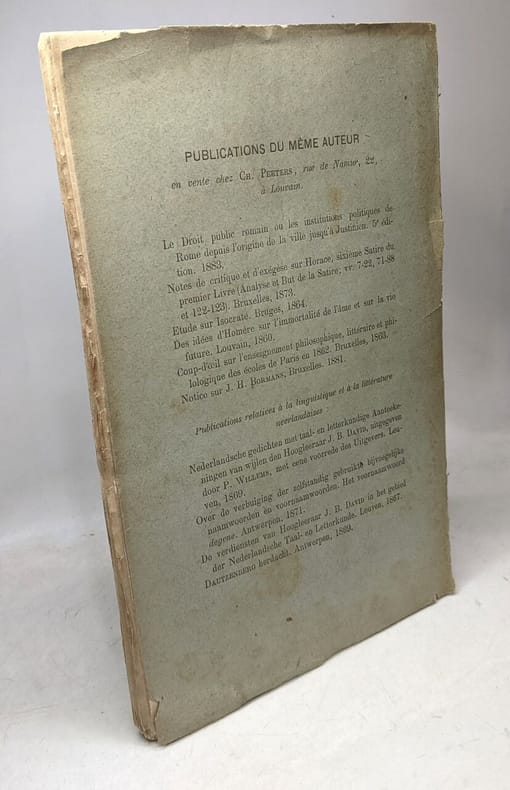 PUBLICATIONS DU MÊME AUTEUR
en vente chez CH. PEETERS, rue de Namur, 22,
à Louvain.
Le Droit public romain ou les institutions politiques de
Rome depuis l'origine de la ville jusqu'à Justinien. 5e édi-
tion. 1883.
Notes de critique et d'exégèse sur Horace, sixième Satire du
premier Livre (Analyse et But de la Satire; vv. 7-22, 71-88
et 122-123). Bruxelles, 1873.
Etude sur Isocrate. Bruges, 1864.
Des idées d'Homère sur l'immortalité de l'âme et sur la vie
future. Louvain, 1860.
Coup-d'œil sur l'enseignement philosophique, littéraire et phi-
lologique des écoles de Paris en 1862. Bruxelles, 1863.
Notice sur J. H. BORMANS, Bruxelles. 1881.
Publications relatives à la linguistique et à la littérature
néerlandaises :
Nederlandsche gedichten met taal- en letterkundige Aanteeke-
ningen van wijlen den Hoogleeraar J. B. DAVID, uitgegeven
door P. WILLEMS, met eene voorrede des Uitgevers. Leu-
ven, 1869.
Over de verbuiging der zelfstandig gebruikte bijvoegelijke
naamwoorden en voornaamwoorden. Het voornaamwoord
degene. Antwerpen, 1871.
De verdiensten van Hoogleeraar J. B. DAVID in het gebied
der Nederlandsche Taal- en Letterkunde. Leuven, 1867.
DAUTZENBERG herdacht. Antwerpen, 1869.